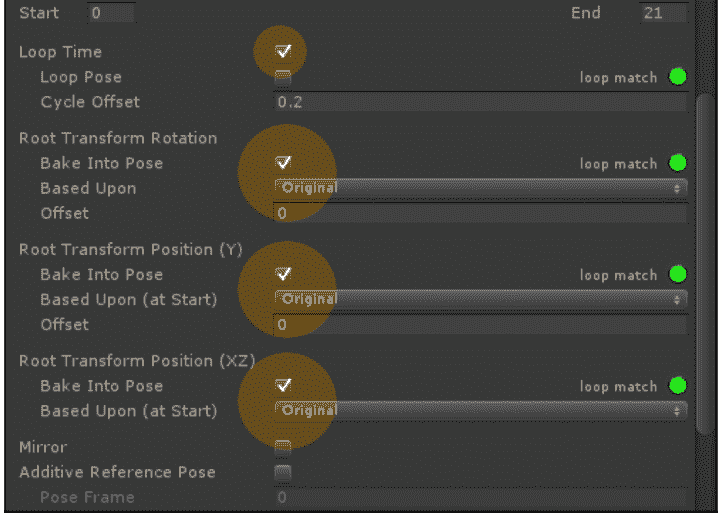 Start 0 End 21
Loop Time
Loop Pose loop match
Cycle Offset 0.2
Root Transform Rotation
Bake Into Pose loop match
Based Upon Original
Offset 0
Root Transform Position (Y)
Bake Into Pose loop match
Based Upon (at Start) Original
Offset 0
Root Transform Position (XZ)
Bake Into Pose loop match
Based Upon (at Start) Original
Mirror
Additive Reference Pose
Pose Frame 0